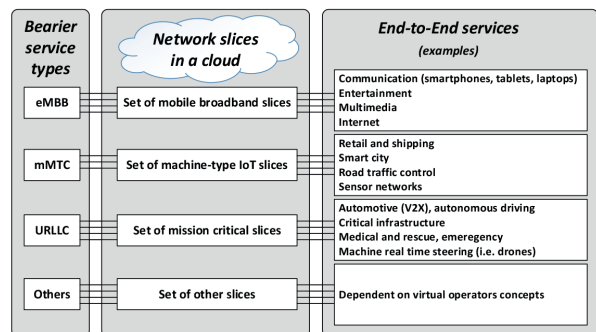 Bearier
service
types
Network slices
in a cloud
End-to-End services
(examples)
eMBB
Set of mobile broadband slices
Communication (smartphones, tablets, laptops)
Entertainment
Multimedia
Internet
mMTC
Set of machine-type IoT slices
Retail and shipping
Smart city
Road traffic control
Sensor networks
URLLC
Set of mission critical slices
Automotive (V2X), autonomous driving
Critical infrastructure
Medical and rescue, emeregency
Machine real time steering (i.e. drones)
Others
Set of other slices
Dependent on virtual operators concepts